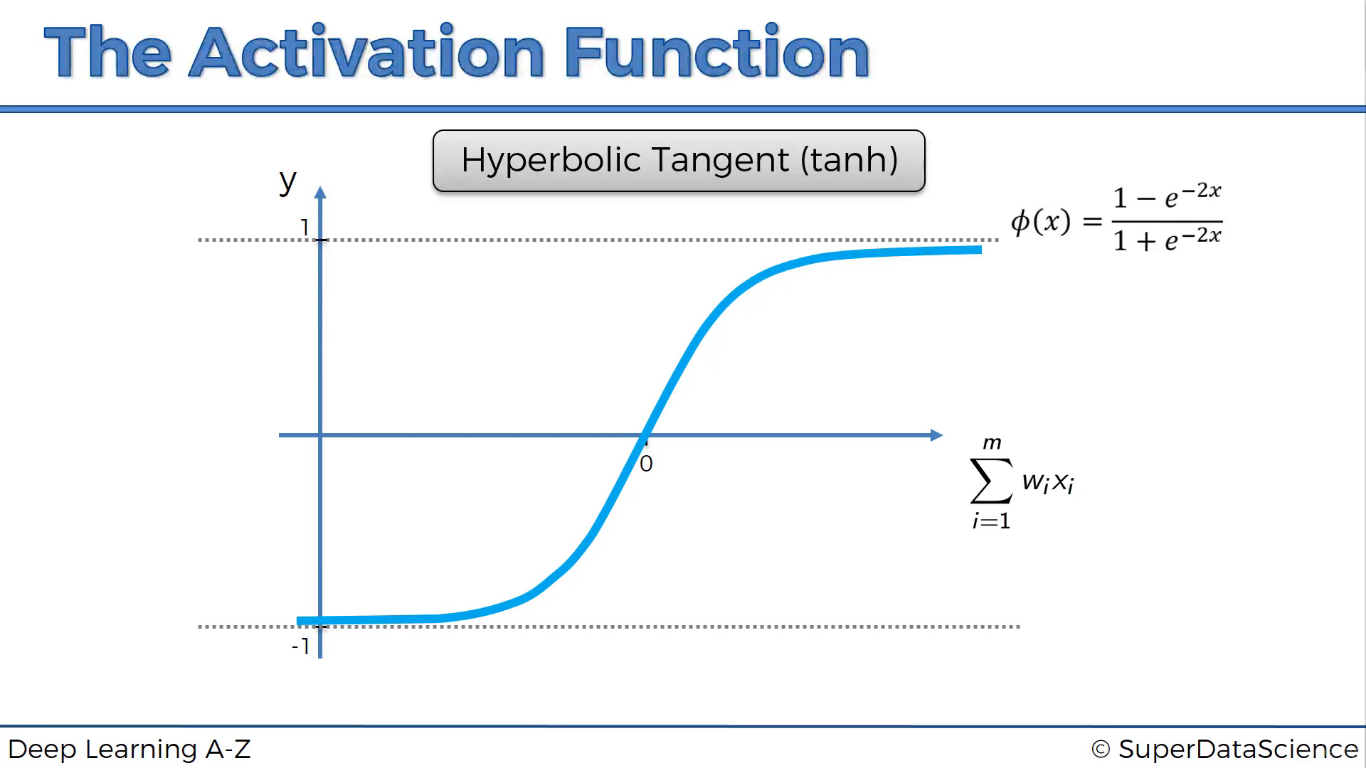 The Activation Function
Hyperbolic Tangent (tanh)
y
1
ϕ(x) = \frac{1 − e^{−2x}}{1 + e^{−2x}}
0
\sum_{i=1}^{m} w_i x_i
-1
Deep Learning A-Z
© SuperDataScience